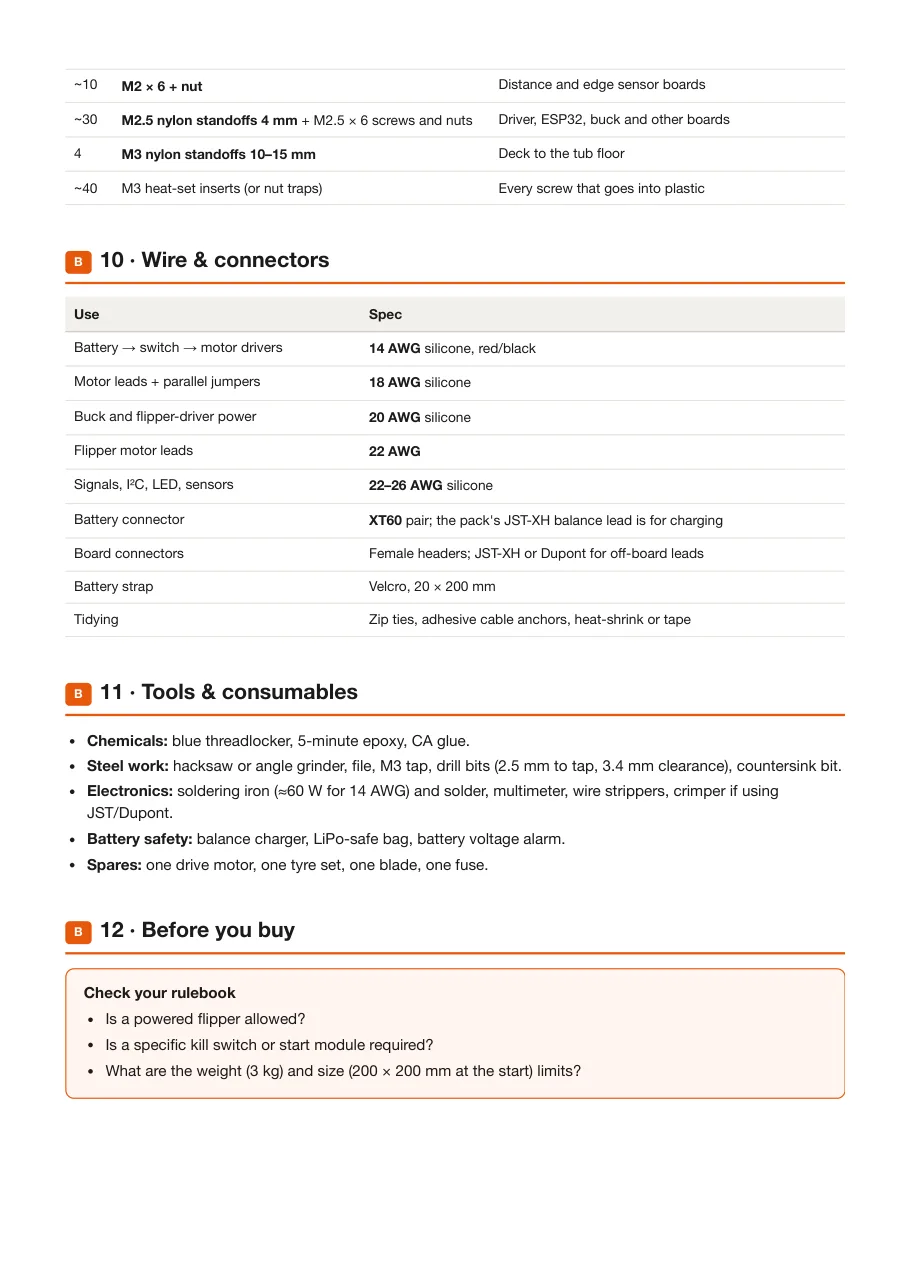 ~10 M2 × 6 + nut Distance and edge sensor boards
~30 M2.5 nylon standoffs 4 mm + M2.5 × 6 screws and nuts Driver, ESP32, buck and other boards
4 M3 nylon standoffs 10–15 mm Deck to the tub floor
~40 M3 heat-set inserts (or nut traps) Every screw that goes into plastic
B 10 · Wire & connectors
Use Spec
Battery → switch → motor drivers 14 AWG silicone, red/black
Motor leads + parallel jumpers 18 AWG silicone
Buck and flipper-driver power 20 AWG silicone
Flipper motor leads 22 AWG
Signals, I²C, LED, sensors 22–26 AWG silicone
Battery connector XT60 pair; the pack's JST-XH balance lead is for charging
Board connectors Female headers; JST-XH or Dupont for off-board leads
Battery strap Velcro, 20 × 200 mm
Tidying Zip ties, adhesive cable anchors, heat-shrink or tape
B 11 · Tools & consumables
• Chemicals: blue threadlocker, 5-minute epoxy, CA glue.
• Steel work: hacksaw or angle grinder, file, M3 tap, drill bits (2.5 mm to tap, 3.4 mm clearance), countersink bit.
• Electronics: soldering iron (≈60 W for 14 AWG) and solder, multimeter, wire strippers, crimper if using
JST/Dupont.
• Battery safety: balance charger, LiPo-safe bag, battery voltage alarm.
• Spares: one drive motor, one tyre set, one blade, one fuse.
B 12 · Before you buy
Check your rulebook
• Is a powered flipper allowed?
• Is a specific kill switch or start module required?
• What are the weight (3 kg) and size (200 × 200 mm at the start) limits?